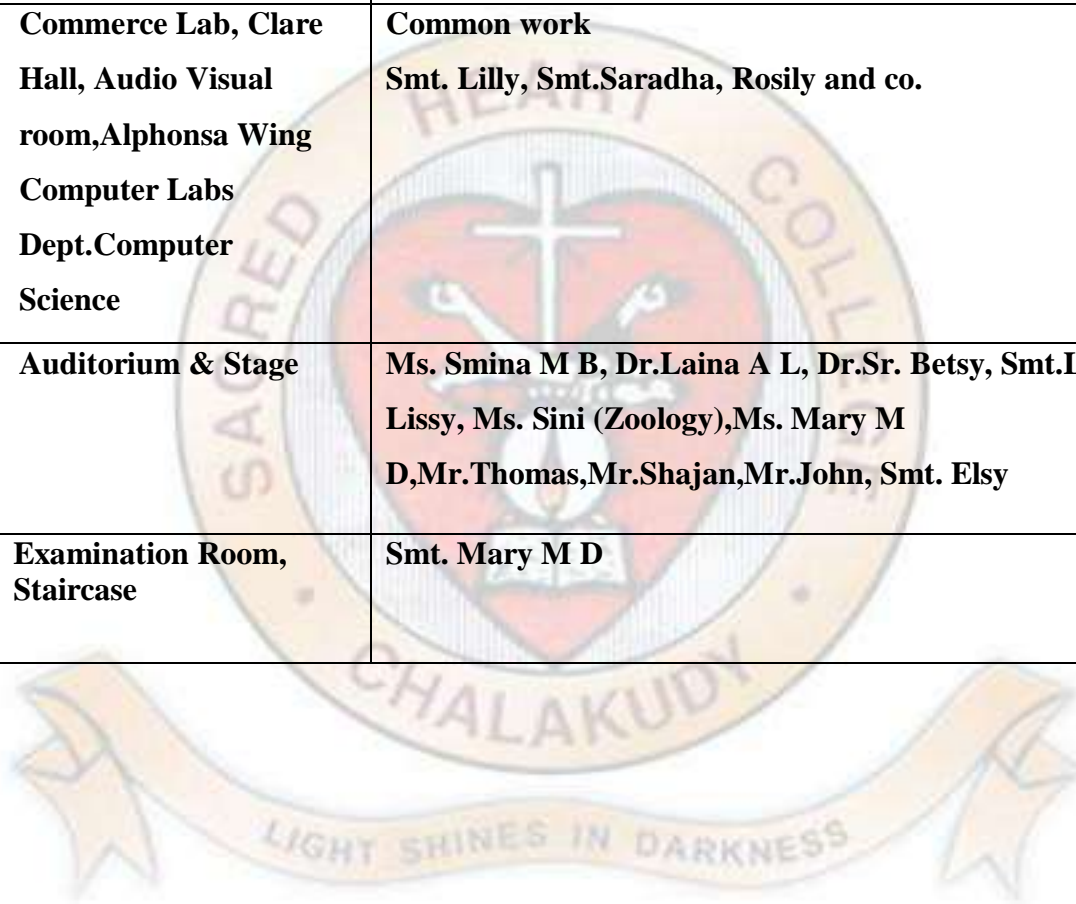 Commerce Lab, Clare
Hall, Audio Visual
room,Alphonsa Wing
Computer Labs
Dept.Computer
Science
Common work
Smt. Lilly, Smt.Saradha, Rosily and co.
Auditorium & Stage
Ms. Smina M B, Dr.Laina A L, Dr.Sr. Betsy, Smt.L
Lissy, Ms. Sini (Zoology),Ms. Mary M
D,Mr.Thomas,Mr.Shajan,Mr.John, Smt. Elsy
Examination Room,
Staircase
Smt. Mary M D
SACRED HEART COLLEGE
CHALAKUDY
LIGHT SHINES IN DARKNESS